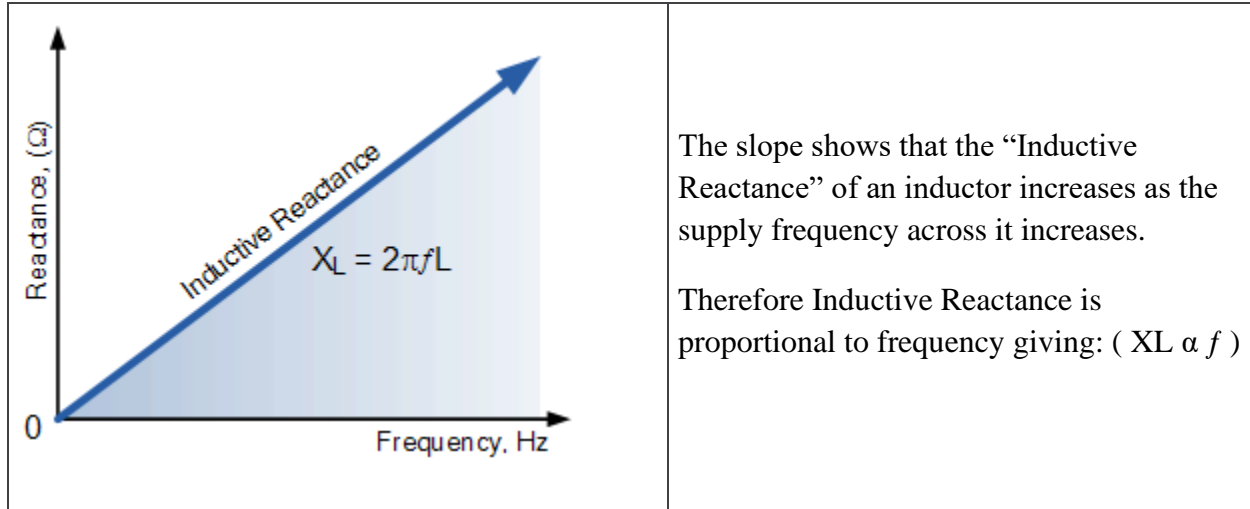 Reactance, (Ω)
Inductive Reactance
X_L = 2πƒL
0
Frequency, Hz
The slope shows that the “Inductive
Reactance” of an inductor increases as the
supply frequency across it increases.
Therefore Inductive Reactance is
proportional to frequency giving: ( XL α ƒ )